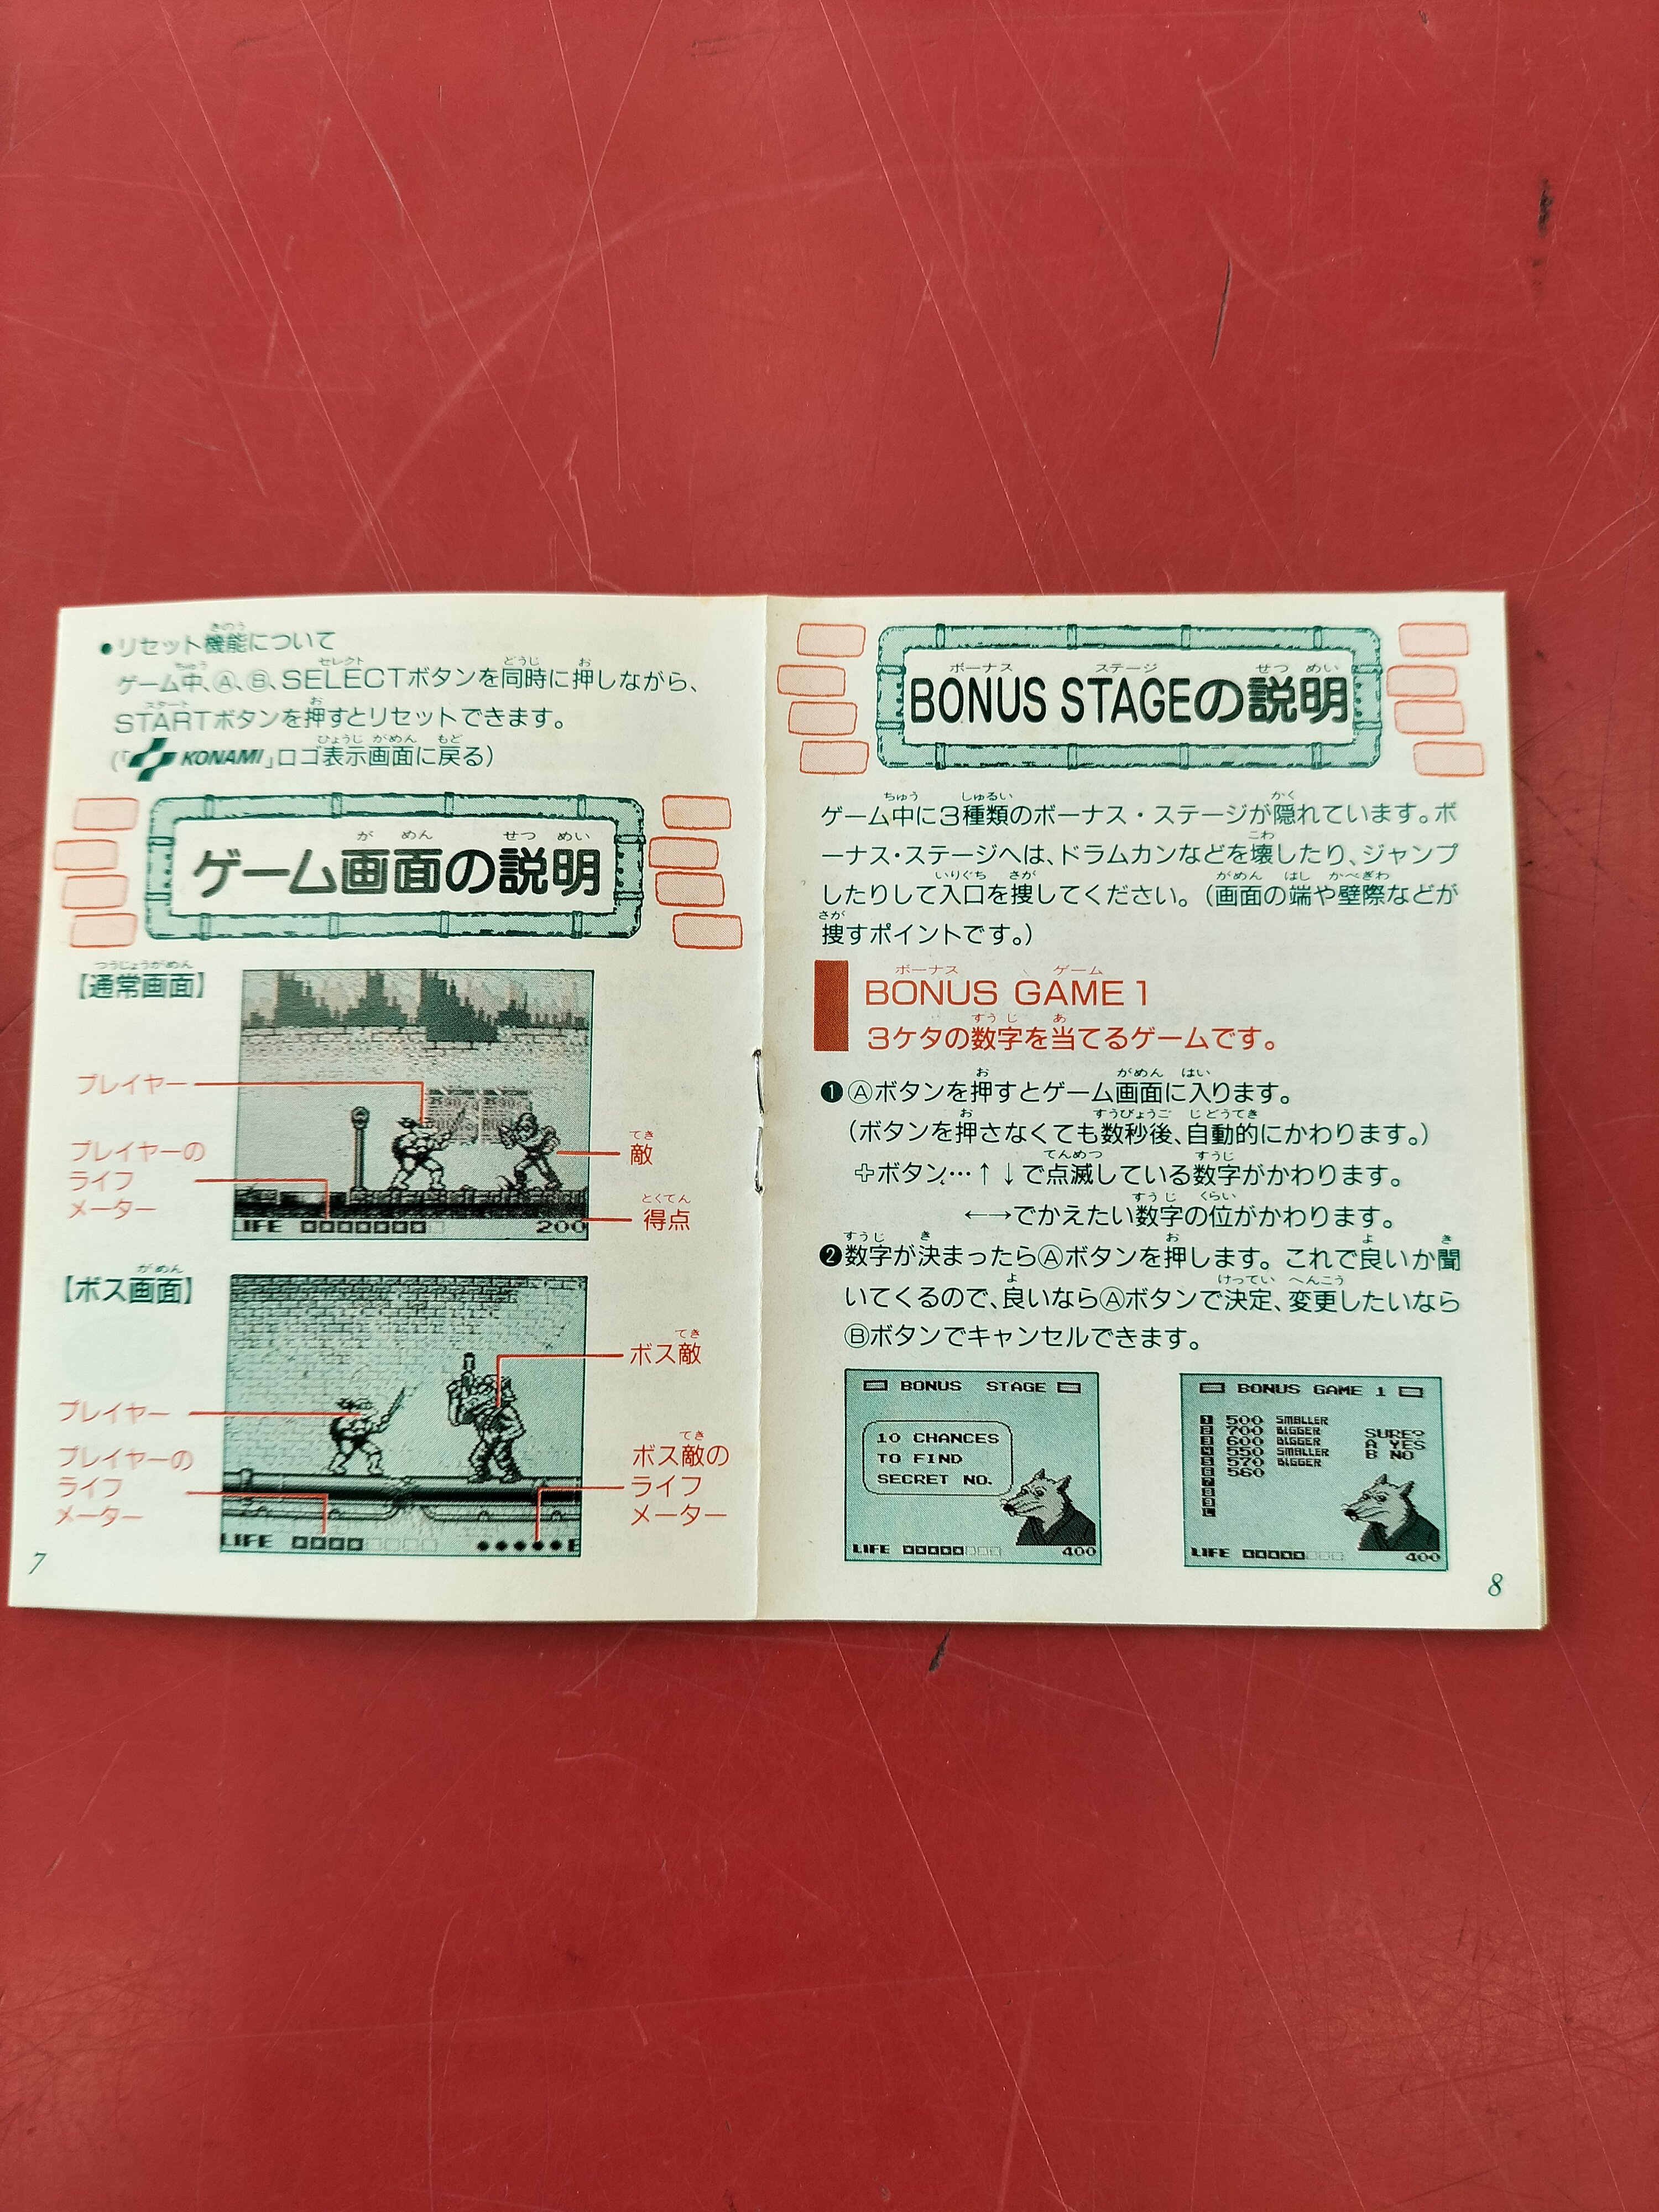 ●リセット機能について
ゲーム中、Ⓐ、Ⓑ、SELECTボタンを同時に押しながら、
STARTボタンを押すとリセットできます。
(「KONAMI」ロゴ表示画面に戻る)
ゲーム画面の説明
【通常画面】
プレイヤー
プレイヤーの
ライフ
メーター
敵
得点
LIFE 200
【ボス画面】
ボス敵
プレイヤー
プレイヤーの
ライフ
メーター
ボス敵の
ライフ
メーター
LIFE
7
BONUS STAGEの説明
ゲーム中に3種類のボーナス・ステージが隠れています。ボ
ーナス・ステージへは、ドラムカンなどを壊したり、ジャンプ
したりして入口を捜してください。(画面の端や壁際などが
捜すポイントです。)
BONUS GAME 1
3ケタの数字を当てるゲームです。
❶Ⓐボタンを押すとゲーム画面に入ります。
(ボタンを押さなくても数秒後、自動的にかわります。)
✚ボタン…↑↓で点滅している数字がかわります。
←→でかえたい数字の位がかわります。
❷数字が決まったらⒶボタンを押します。これで良いか聞
いてくるので、良いならⒶボタンで決定、変更したいなら
Ⓑボタンでキャンセルできます。
BONUS STAGE
10 CHANCES
TO FIND
SECRET NO.
LIFE 400
BONUS GAME 1
1 500 SMALLER
2 700 BIGGER
3 600 BIGGER
4 550 SMALLER
5 570 BIGGER
6 560
7
8
9
L
SURE?
A YES
B NO
LIFE 400
8